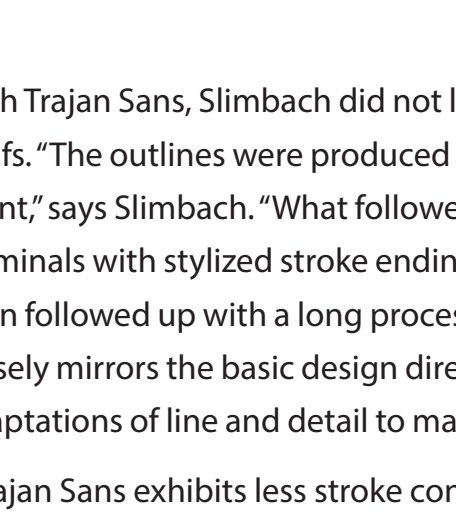 h Trajan Sans, Slimbach did not l
fs. “The outlines were produced
nt,” says Slimbach. “What followe
minals with stylized stroke endin
n followed up with a long proces
sely mirrors the basic design dire
aptations of line and detail to ma
ajan Sans exhibits less stroke con